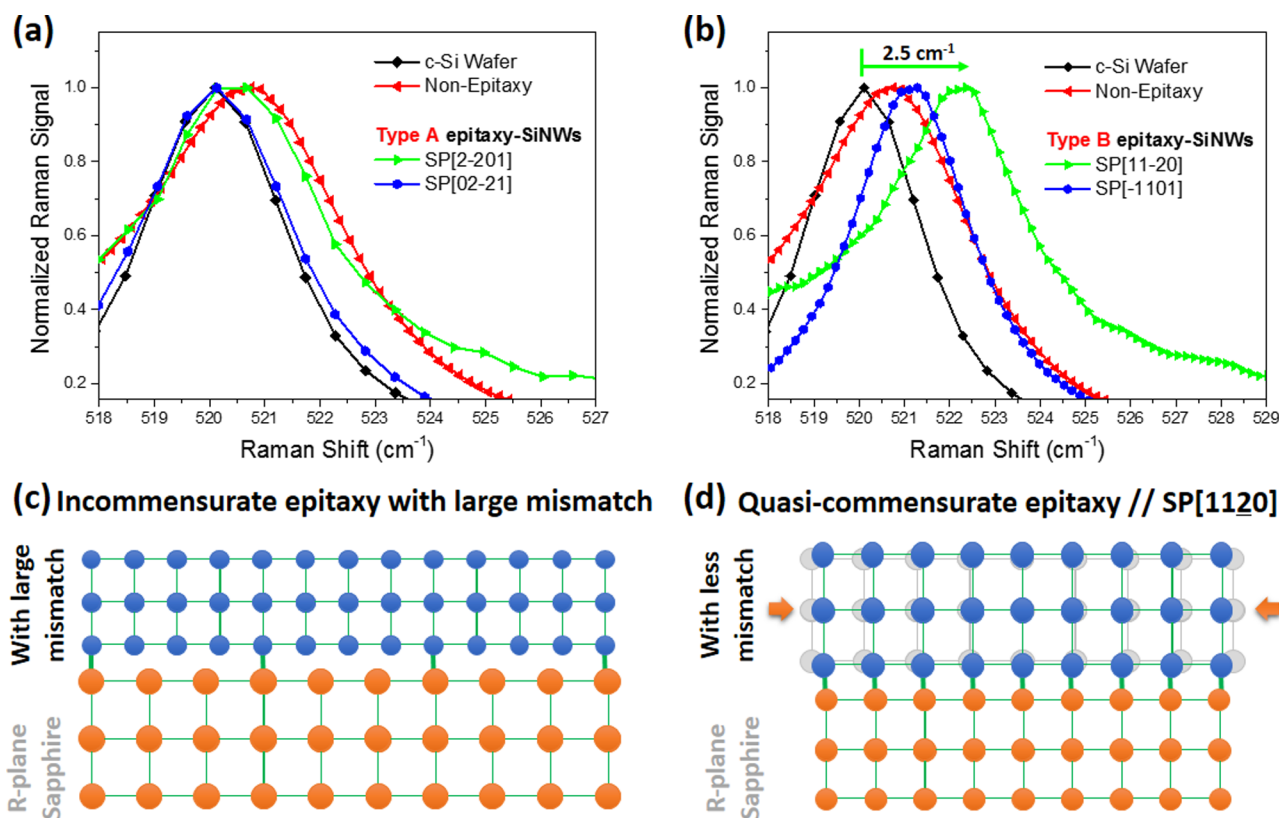 (a)
c-Si Wafer
Non-Epitaxy
Type A epitaxy-SiNWs
SP[2-201]
SP[02-21]
Normalized Raman Signal
1.0
0.8
0.6
0.4
0.2
518 519 520 521 522 523 524 525 526 527
Raman Shift (cm⁻¹)
(b)
2.5 cm⁻¹
c-Si Wafer
Non-Epitaxy
Type B epitaxy-SiNWs
SP[11-20]
SP[-1101]
Normalized Raman Signal
1.0
0.8
0.6
0.4
0.2
518 519 520 521 522 523 524 525 526 527 528 529
Raman Shift (cm⁻¹)
(c) Incommensurate epitaxy with large mismatch
With large
mismatch
R-plane
Sapphire
(d) Quasi-commensurate epitaxy // SP[1120]
With less
mismatch
R-plane
Sapphire